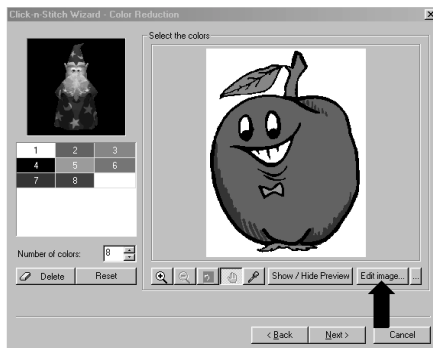 Click-n-Stitch Wizard - Color Reduction
Select the colors
1 2 3
4 5 6
7 8
Number of colors: 8
Delete Reset
Show / Hide Preview Edit image... ...
< Back Next > Cancel